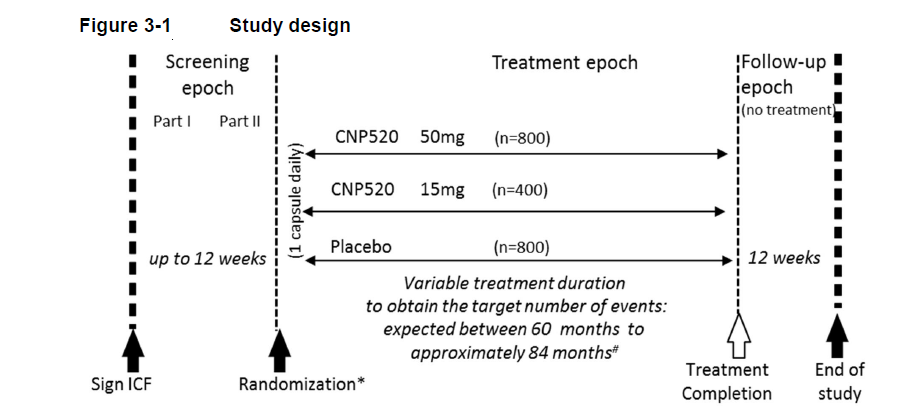 Figure 3-1 Study design
Screening
epoch
Part I Part II
Treatment epoch
Follow-up
epoch
(no treatment)
(1 capsule daily)
CNP520 50mg (n=800)
CNP520 15mg (n=400)
Placebo (n=800)
up to 12 weeks
12 weeks
Variable treatment duration
to obtain the target number of events:
expected between 60 months to
approximately 84 months#
Sign ICF
Randomization*
Treatment
Completion
End of
study